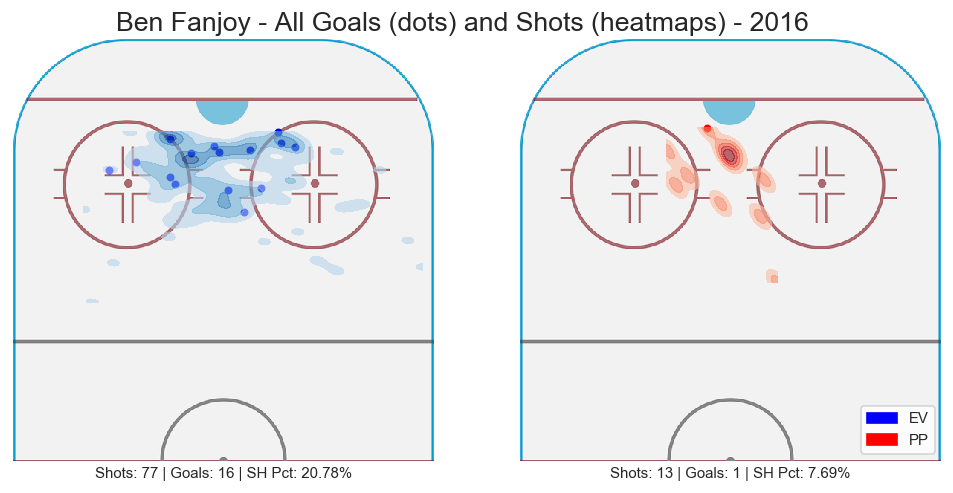 Ben Fanjoy - All Goals (dots) and Shots (heatmaps) - 2016
EV
PP
Shots: 77 | Goals: 16 | SH Pct: 20.78%
Shots: 13 | Goals: 1 | SH Pct: 7.69%